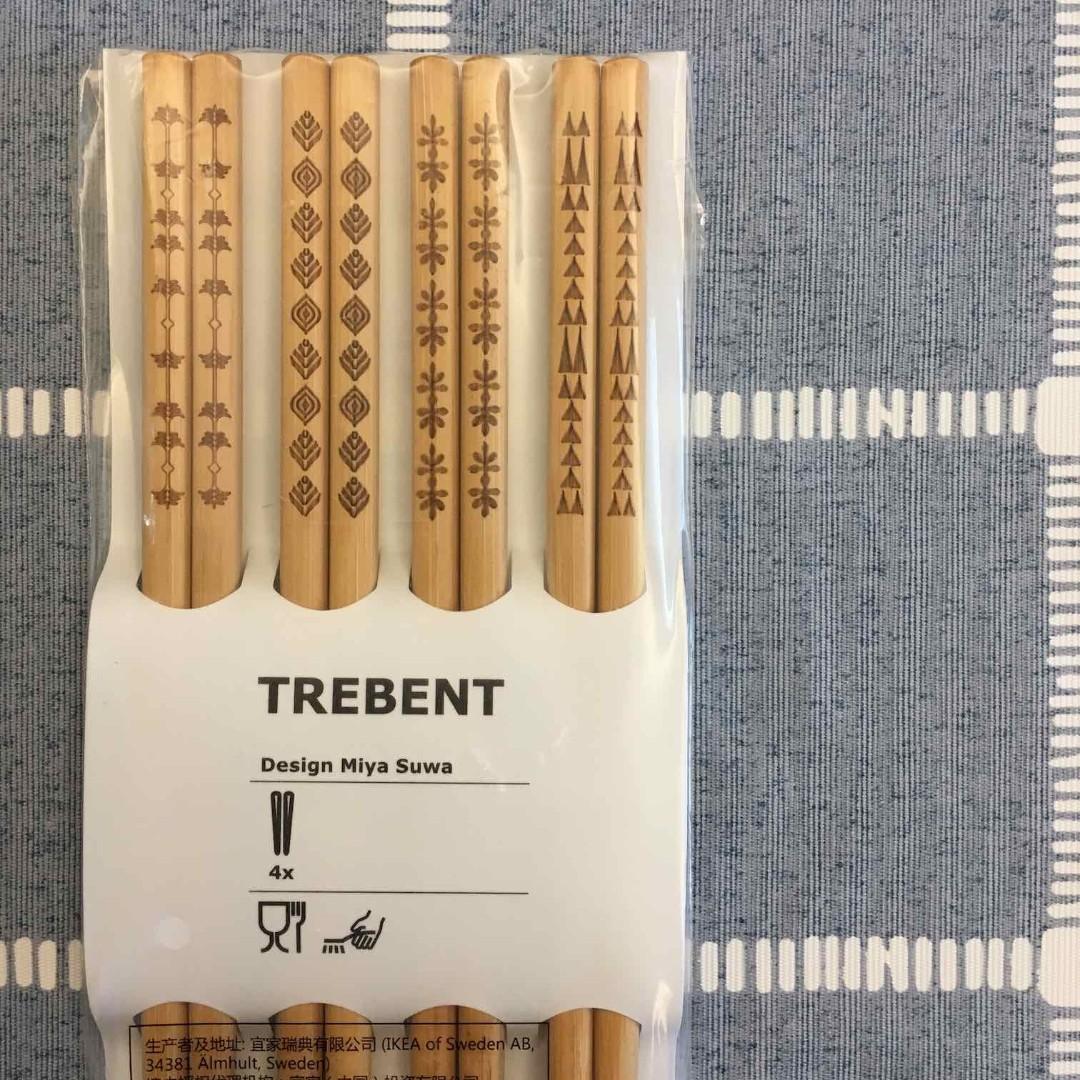 TREBENT
Design Miya Suwa
4x
生产者及地址: 宜家瑞典有限公司 (IKEA of Sweden AB,
34381 Älmhult, Sweden)